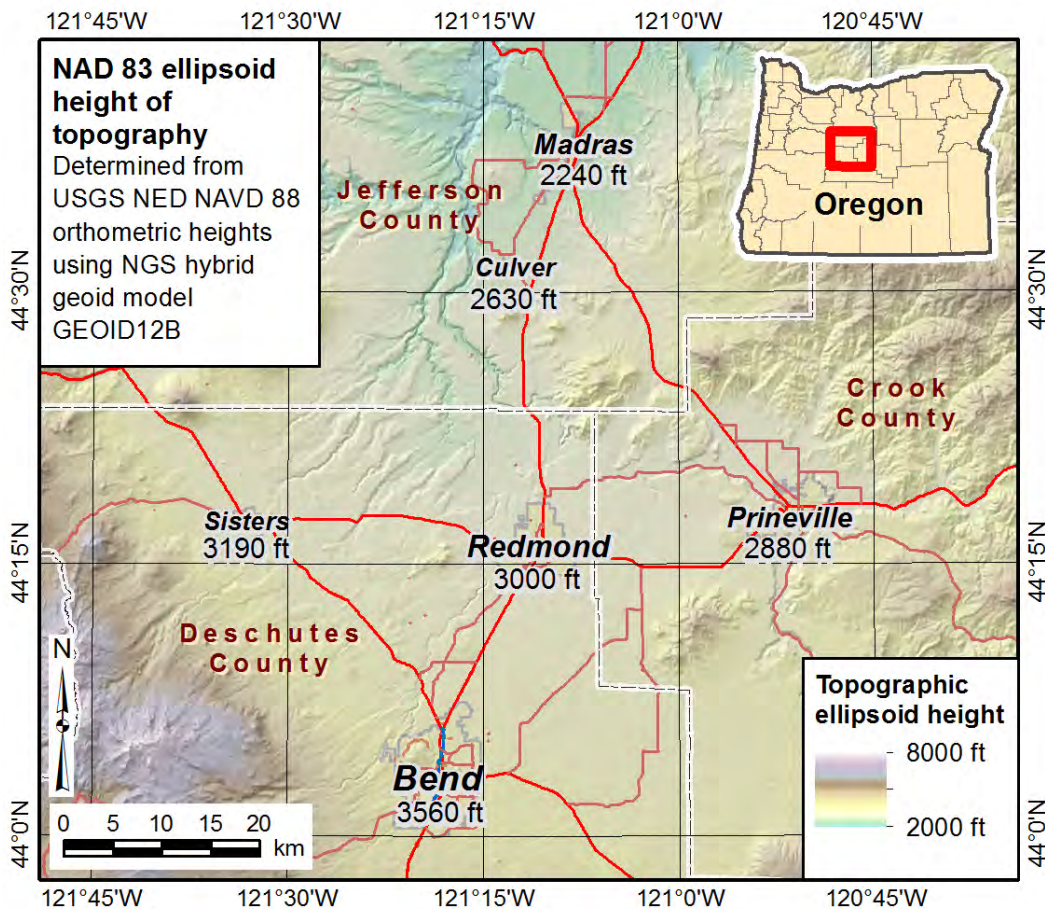 121°45'W 121°30'W 121°15'W 121°0'W 120°45'W
NAD 83 ellipsoid
height of
topography
Determined from
USGS NED NAVD 88
orthometric heights
using NGS hybrid
geoid model
GEOID12B
Oregon
Madras
2240 ft
Jefferson
County
Culver
2630 ft
44°30'N
44°30'N
Crook
County
Sisters
3190 ft
Redmond
3000 ft
Prineville
2880 ft
44°15'N
44°15'N
Deschutes
County
N
Bend
3560 ft
Topographic
ellipsoid height
8000 ft
2000 ft
0 5 10 15 20
km
44°0'N
44°0'N
121°45'W 121°30'W 121°15'W 121°0'W 120°45'W